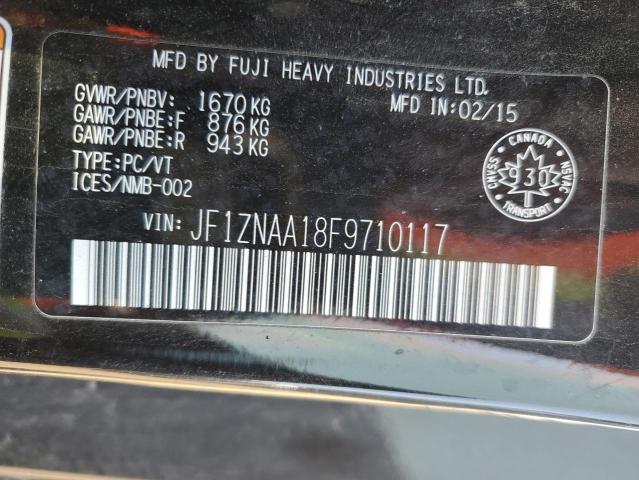 MFD BY FUJI HEAVY INDUSTRIES LTD.
GVWR/PNBV: 1670 KG MFD IN:02/15
GAWR/PNBE:F 876 KG
GAWR/PNBE:R 943 KG
TYPE:PC/VT
ICES/NMB-002
CANADA
CMVSS 930 NSVAC
TRANSPORT
VIN: JF1ZNAA18F9710117